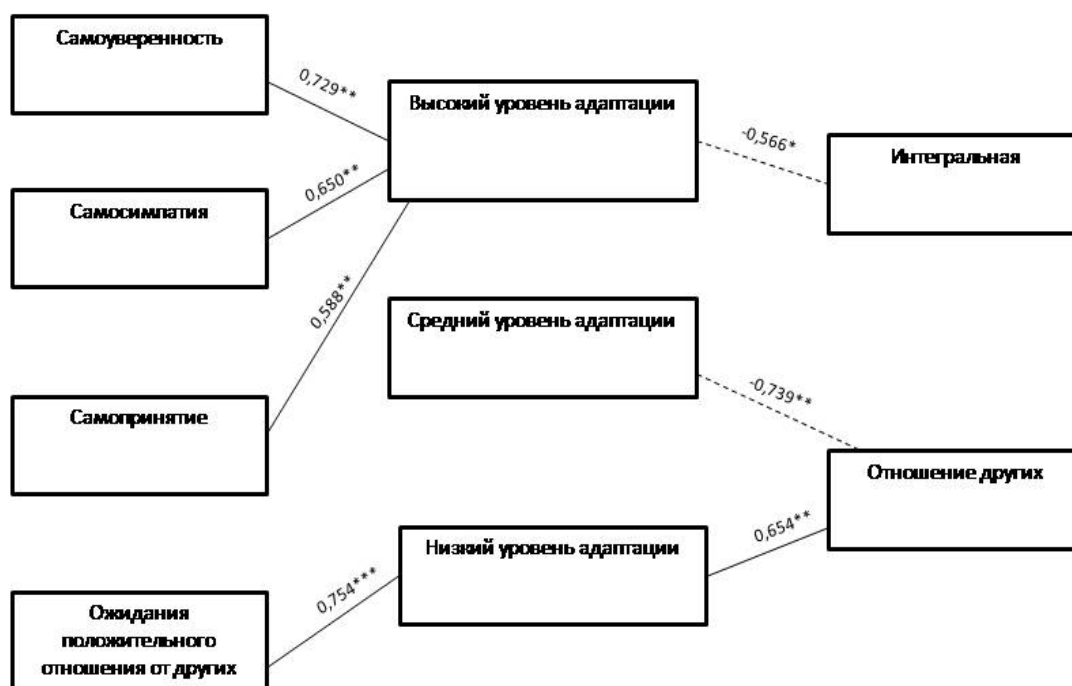 Самоуверенность
0,729**
Высокий уровень адаптации
-0,566*
Интегральная
Самосимпатия
0,650**
0,588**
Средний уровень адаптации
-0,739**
Самопринятие
Отношение других
Низкий уровень адаптации
0,654**
0,754***
Ожидания
положительного
отношения от других